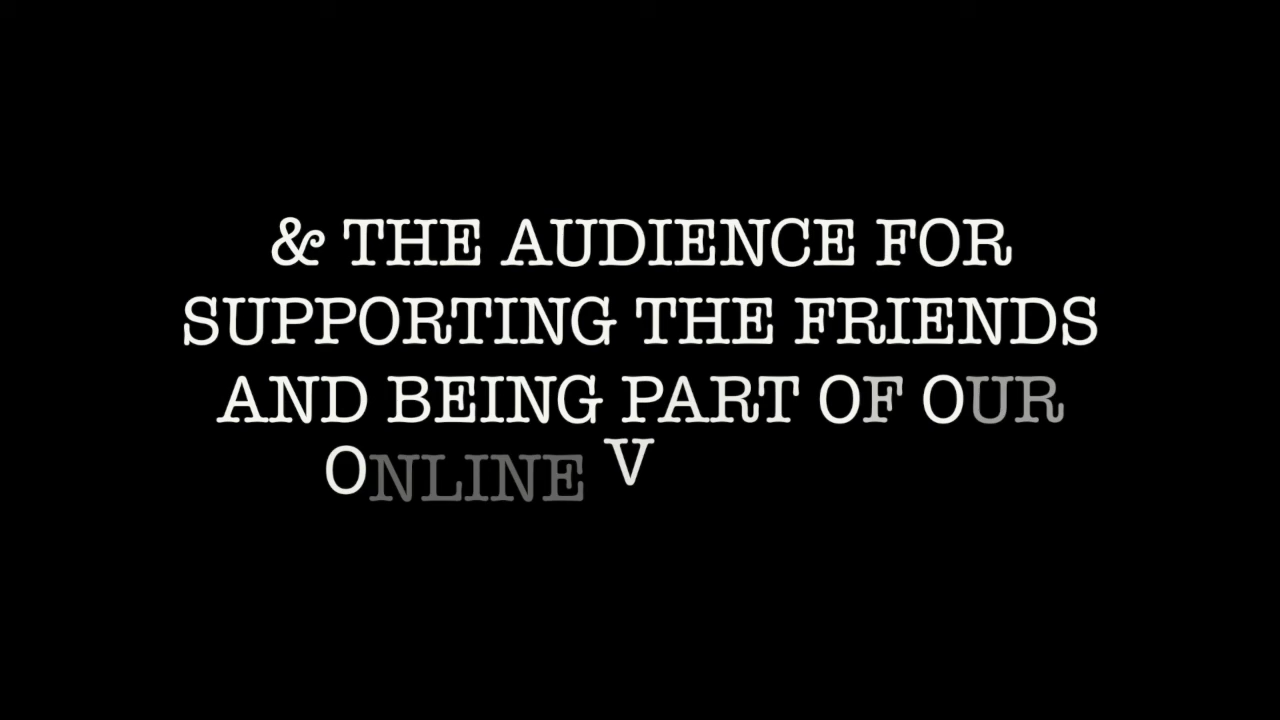 & THE AUDIENCE FOR
SUPPORTING THE FRIENDS
AND BEING PART OF OUR
ONLINE V